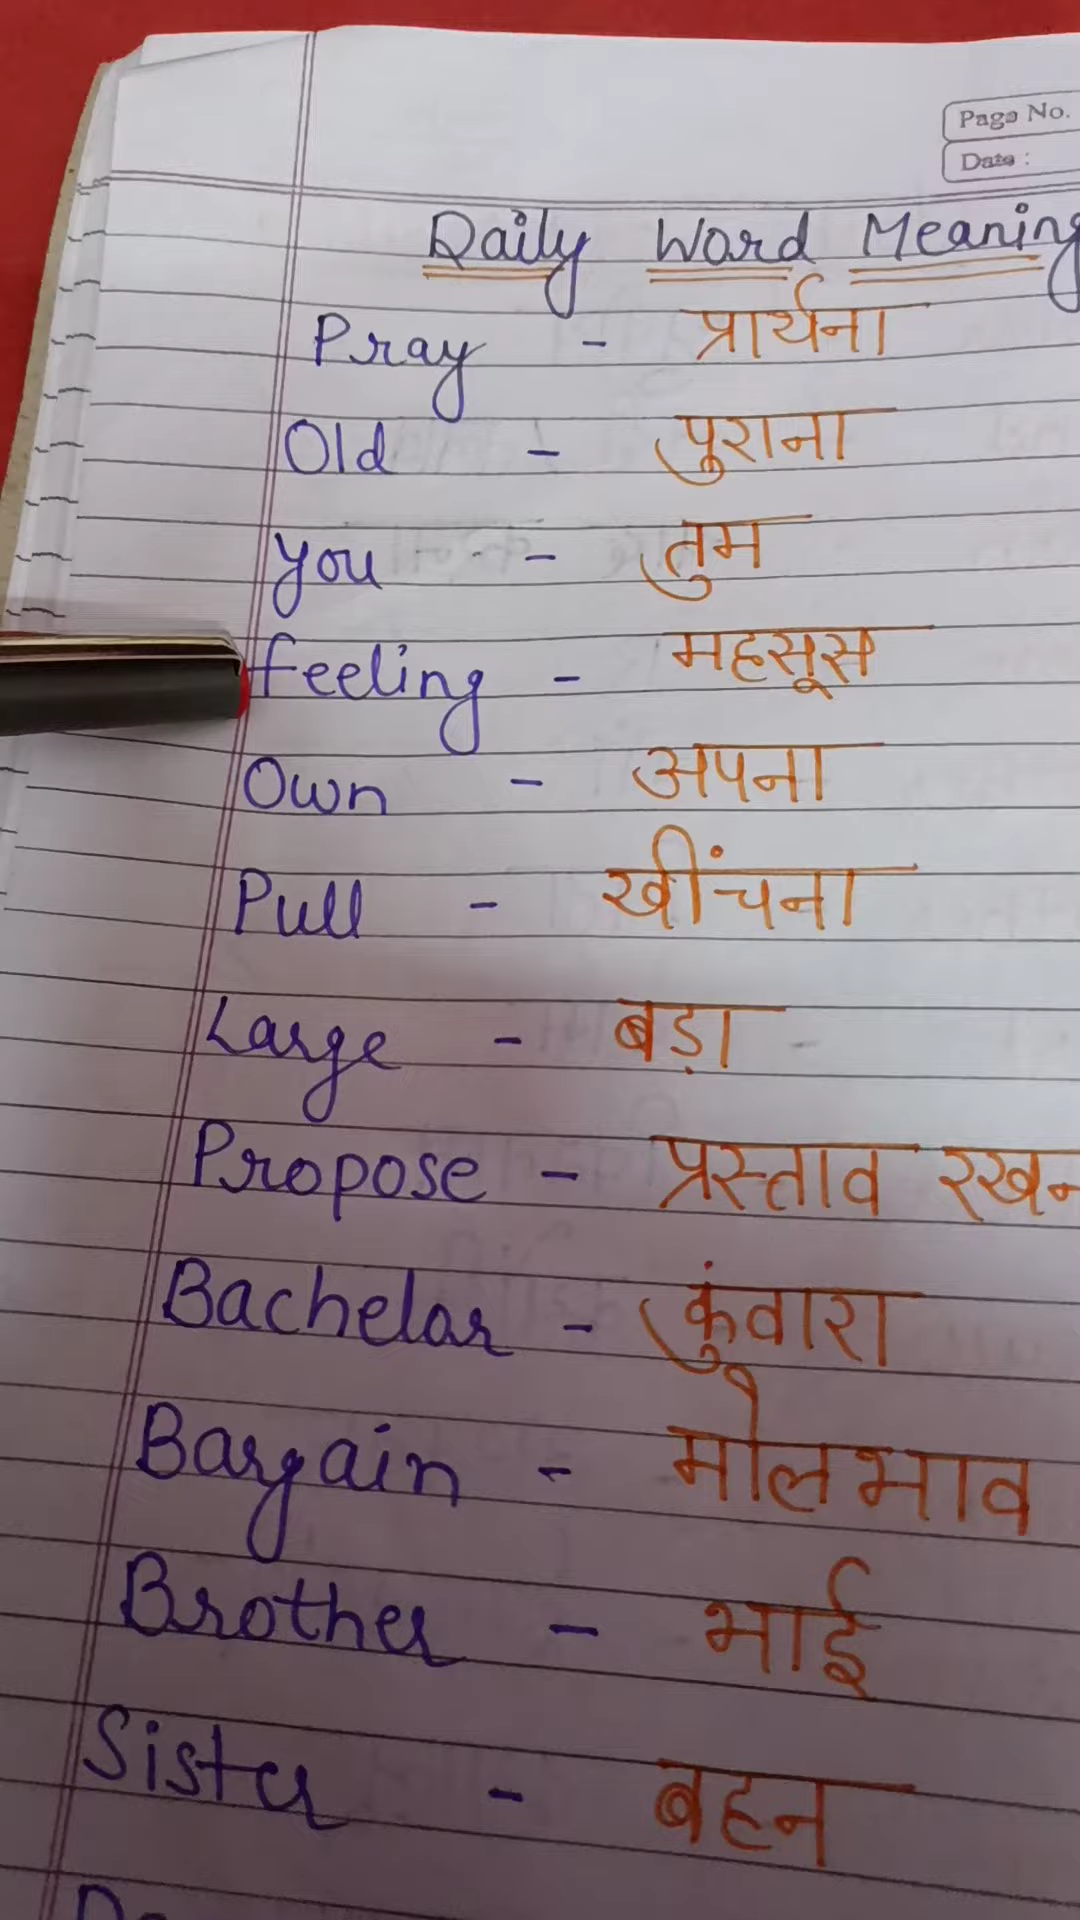 Page No.
Date :
Daily Word Meaning
Pray - प्रार्थना
Old - पुराना
you - तुम
feeling - महसूस
Own - अपना
Pull - खींचना
Large - बड़ा
Propose - प्रस्ताव रखन
Bachelar - कुंवारा
Bargain - मोलभाव
Brother - भाई
Sister - बहन